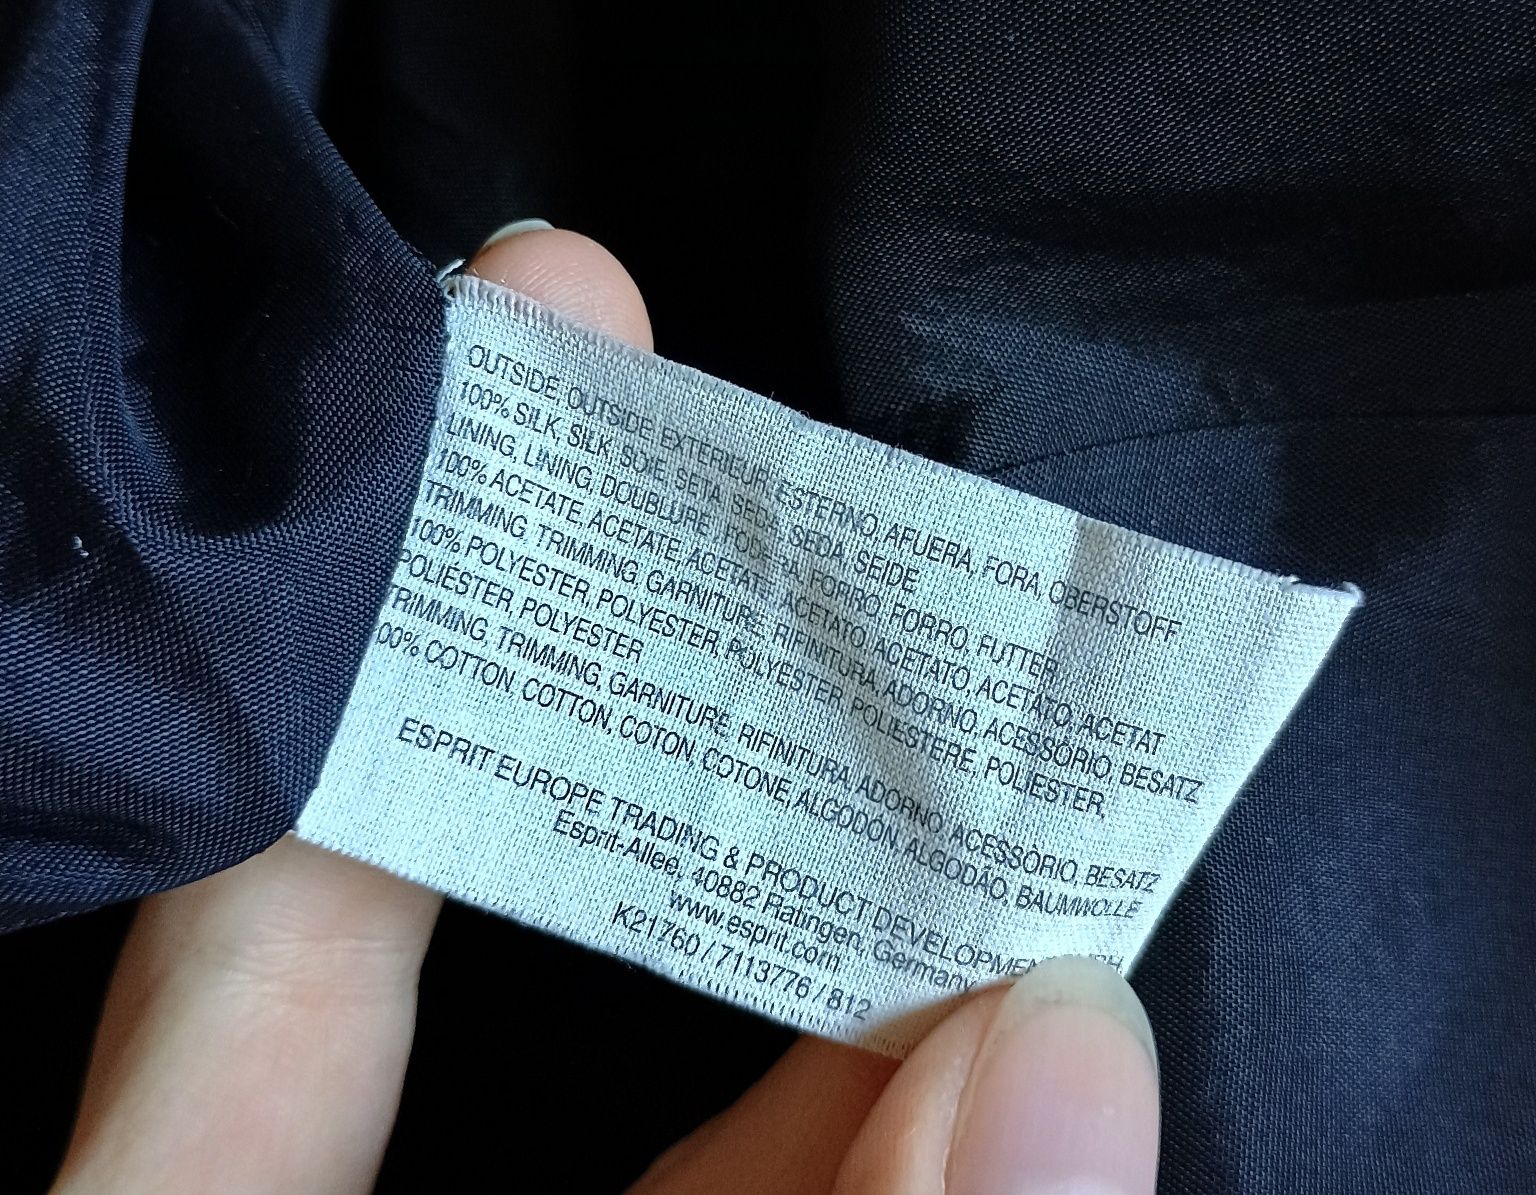 OUTSIDE: OUTSIDE, EXTERIEUR, ESTERNO, AFUERA, FORA, OBERSTOFF
100% SILK, SILK, SOIE, SETA, SEDA, SEDA, SEIDE
LINING, LINING, DOUBLURE, FODERA, FORRO, FORRO, FUTTER
100% ACETATE, ACETATE, ACETATE, ACETATO, ACETATO, ACETATO, ACETAT
TRIMMING, TRIMMING, GARNITURE, RIFINITURA, ADORNO, ACESSÓRIO, BESATZ
100% POLYESTER, POLYESTER, POLYESTER, POLIESTERE, POLIESTER,
POLIÉSTER, POLYESTER
TRIMMING, TRIMMING, GARNITURE, RIFINITURA, ADORNO, ACESSÓRIO, BESATZ
00% COTTON, COTTON, COTON, COTONE, ALGODÓN, ALGODÃO, BAUMWOLLE
ESPRIT EUROPE TRADING & PRODUCT DEVELOPMEN
Esprit-Allee, 40882 Ratingen, Germany
www.esprit.com
K21760 / 7113776 / 812